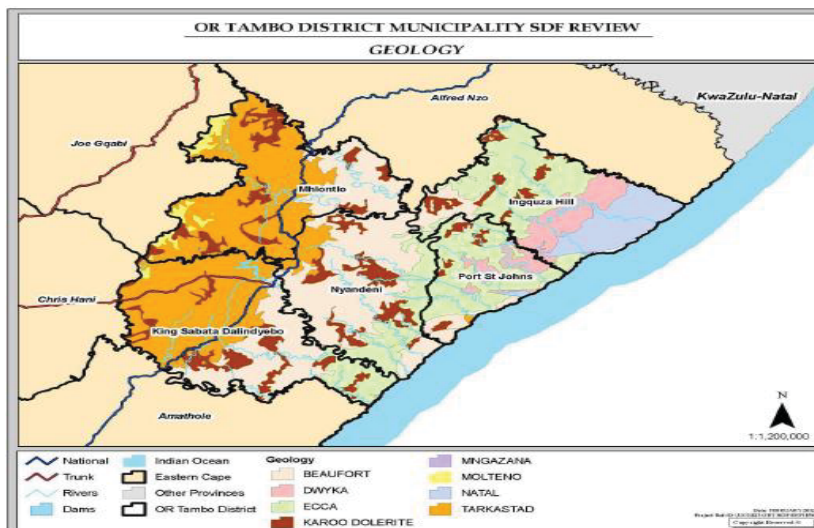 OR TAMBO DISTRICT MUNICIPALITY SDF REVIEW
GEOLOGY
KwaZulu-Natal
Alfred Nzo
Joe Gqabi
Mhlontlo
Ingquza Hill
Port St Johns
Chris Hani
Nyandeni
King Sabata Dalindyebo
Amathole
N
1:1,200,000
National
Trunk
Rivers
Dams
Indian Ocean
Eastern Cape
Other Provinces
OR Tambo District
Geology
BEAUFORT
DWYKA
ECCA
KAROO DOLERITE
MNGAZANA
MOLTENO
NATAL
TARKASTAD